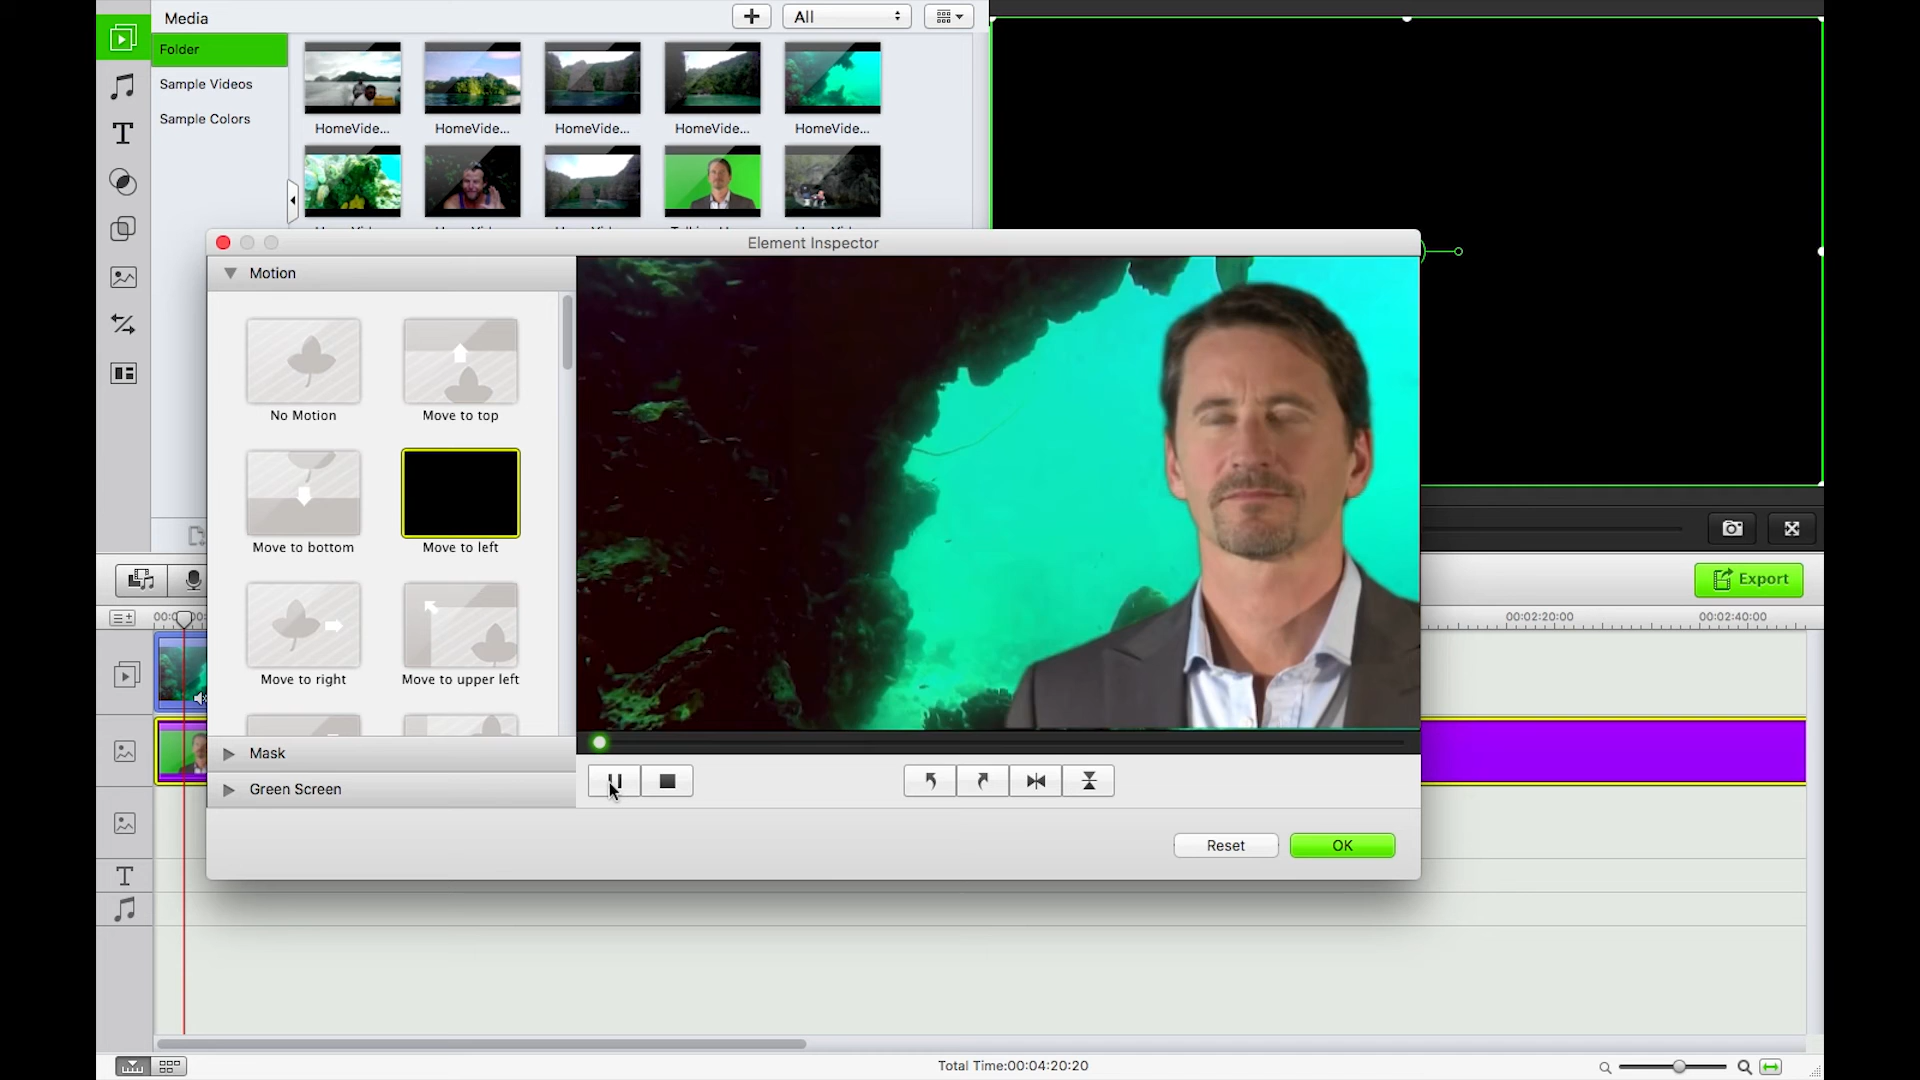 Media
All
Folder
Sample Videos
Sample Colors
HomeVide...
HomeVide...
HomeVide...
HomeVide...
HomeVide...
Element Inspector
Motion
No Motion
Move to top
Move to bottom
Move to left
Move to right
Move to upper left
Mask
Green Screen
Reset
OK
Export
00:02:20:00
00:02:40:00
T
T
Total Time:00:04:20:20